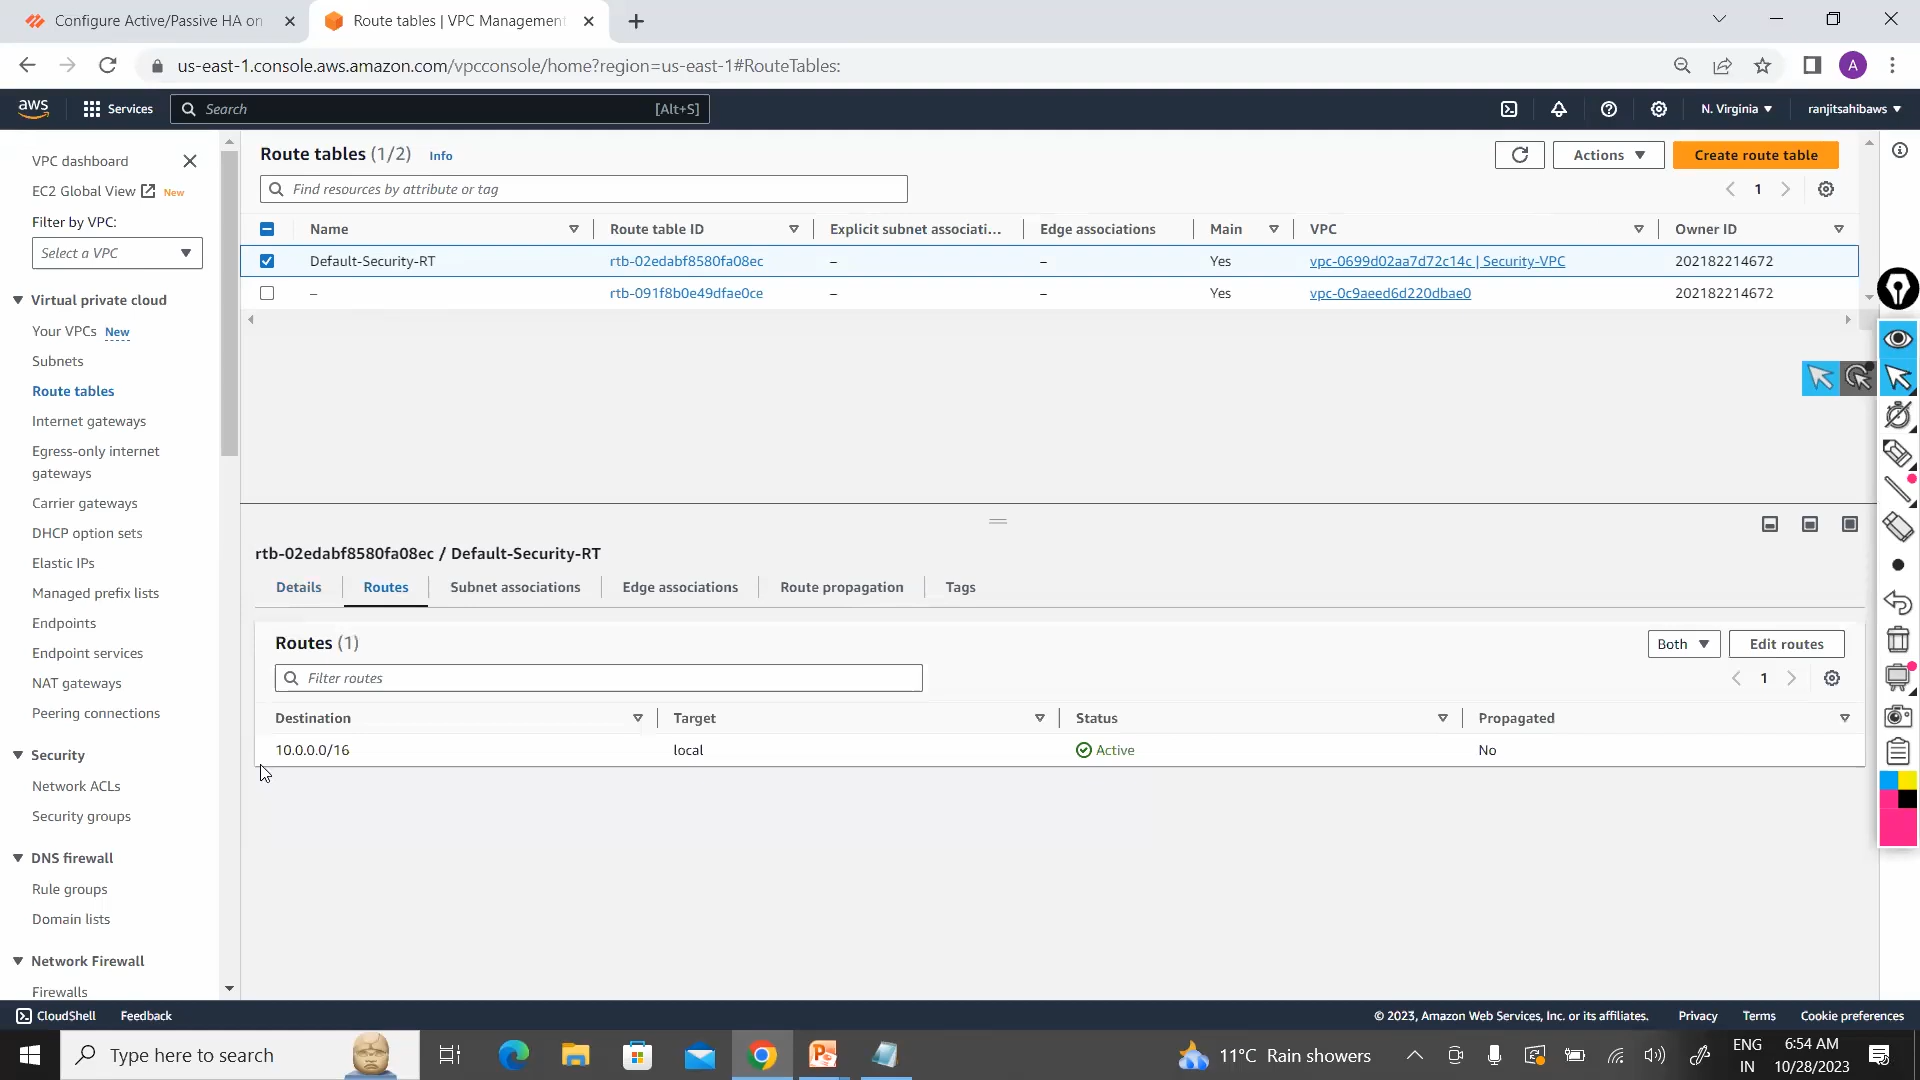 Configure Active/Passive HA on
Route tables | VPC Management
us-east-1.console.aws.amazon.com/vpcconsole/home?region=us-east-1#RouteTables:
A
aws
Services
Search
[Alt+S]
N. Virginia
ranjitsahibaws
VPC dashboard
EC2 Global View
New
Filter by VPC:
Select a VPC
Virtual private cloud
Your VPCs New
Subnets
Route tables
Internet gateways
Egress-only internet
gateways
Carrier gateways
DHCP option sets
Elastic IPs
Managed prefix lists
Endpoints
Endpoint services
NAT gateways
Peering connections
Security
Network ACLs
Security groups
DNS firewall
Rule groups
Domain lists
Network Firewall
Firewalls
Route tables (1/2) Info
Actions
Create route table
Find resources by attribute or tag
1
Name Route table ID Explicit subnet associati... Edge associations Main VPC Owner ID
Default-Security-RT rtb-02edabf8580fa08ec – – Yes vpc-0699d02aa7d72c14c | Security-VPC 202182214672
– rtb-091f8b0e49dfae0ce – – Yes vpc-0c9aeed6d220dbae0 202182214672
rtb-02edabf8580fa08ec / Default-Security-RT
Details Routes Subnet associations Edge associations Route propagation Tags
Routes (1)
Both
Edit routes
Filter routes
1
Destination Target Status Propagated
10.0.0.0/16 local Active No
CloudShell Feedback
© 2023, Amazon Web Services, Inc. or its affiliates. Privacy Terms Cookie preferences
Type here to search
11°C Rain showers
ENG
IN
6:54 AM
10/28/2023